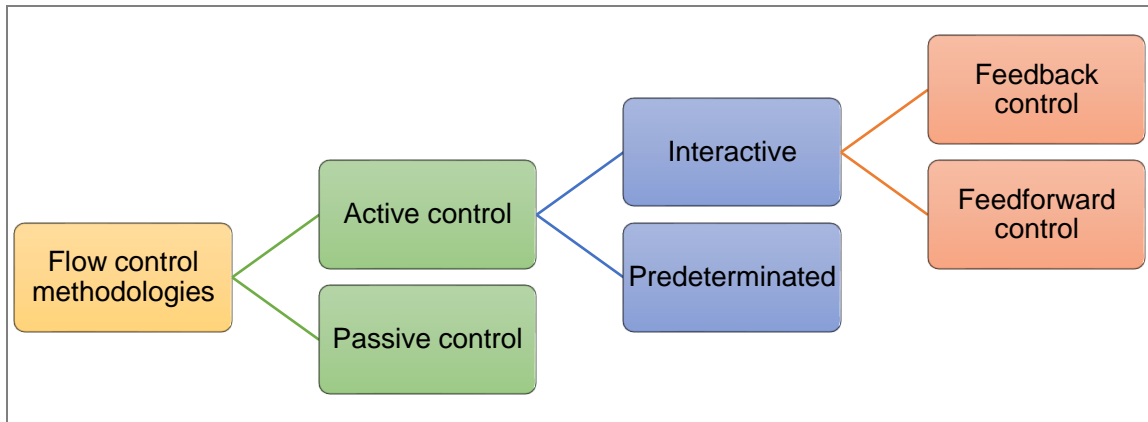 Flow control
methodologies
Active control
Passive control
Interactive
Predeterminated
Feedback
control
Feedforward
control